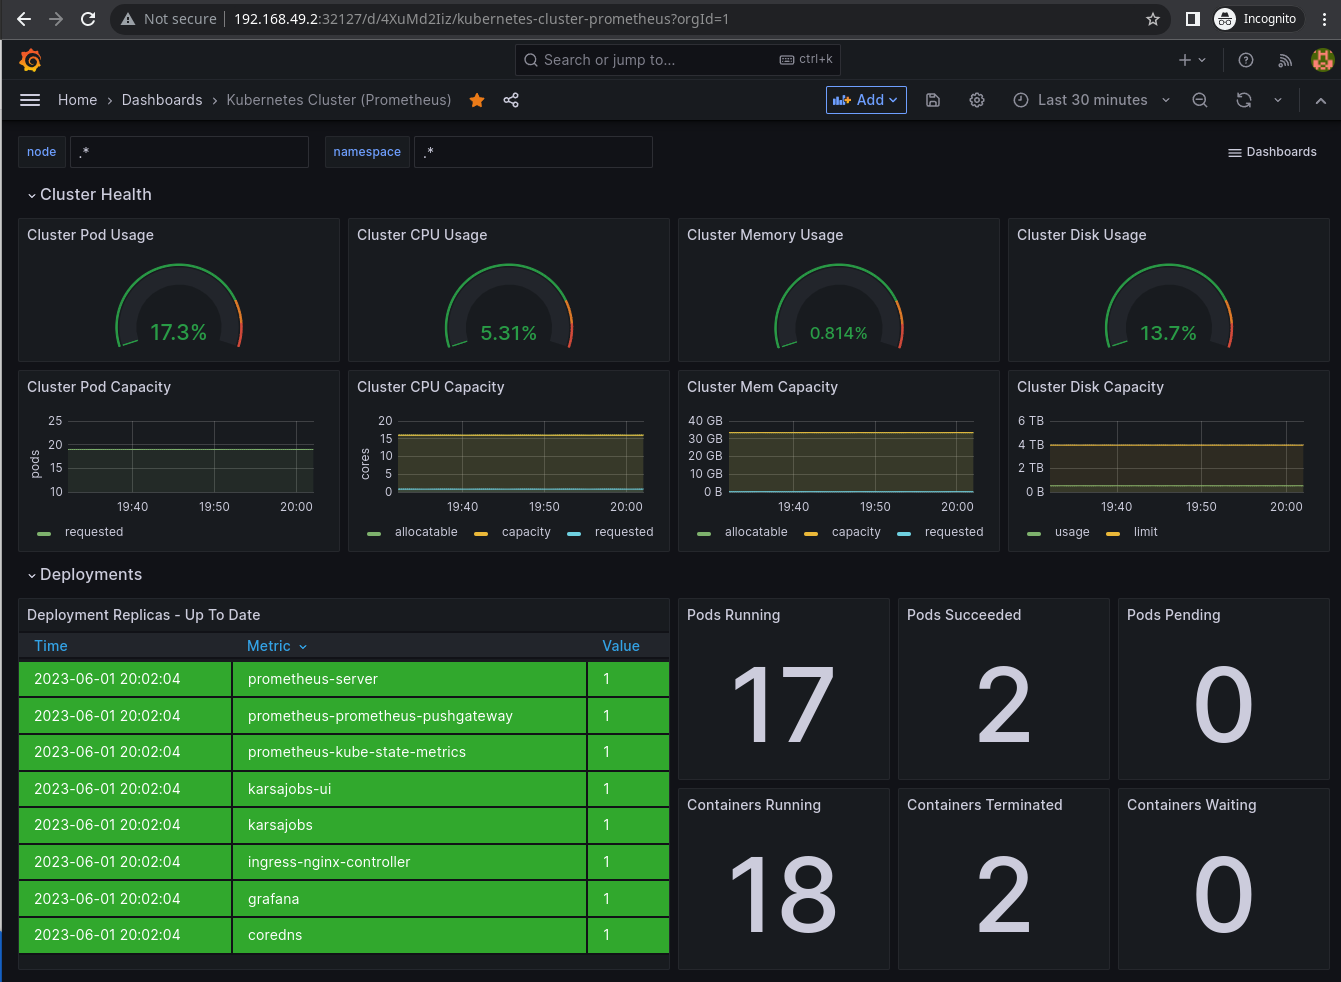 Not secure 192.168.49.2:32127/d/4XuMd2Iiz/kubernetes-cluster-prometheus?orgId=1 Incognito
Search or jump to... ctrl+k
Home › Dashboards › Kubernetes Cluster (Prometheus) Add Last 30 minutes
node .* namespace .* Dashboards
Cluster Health
Cluster Pod Usage
17.3%
Cluster CPU Usage
5.31%
Cluster Memory Usage
0.814%
Cluster Disk Usage
13.7%
Cluster Pod Capacity
pods
25
20
15
10
19:40 19:50 20:00
requested
Cluster CPU Capacity
cores
20
15
10
5
0
19:40 19:50 20:00
allocatable capacity requested
Cluster Mem Capacity
40 GB
30 GB
20 GB
10 GB
0 B
19:40 19:50 20:00
allocatable capacity requested
Cluster Disk Capacity
6 TB
4 TB
2 TB
0 B
19:40 19:50 20:00
usage limit
Deployments
Deployment Replicas - Up To Date
Time Metric Value
2023-06-01 20:02:04 prometheus-server 1
2023-06-01 20:02:04 prometheus-prometheus-pushgateway 1
2023-06-01 20:02:04 prometheus-kube-state-metrics 1
2023-06-01 20:02:04 karsajobs-ui 1
2023-06-01 20:02:04 karsajobs 1
2023-06-01 20:02:04 ingress-nginx-controller 1
2023-06-01 20:02:04 grafana 1
2023-06-01 20:02:04 coredns 1
Pods Running
17
Pods Succeeded
2
Pods Pending
0
Containers Running
18
Containers Terminated
2
Containers Waiting
0